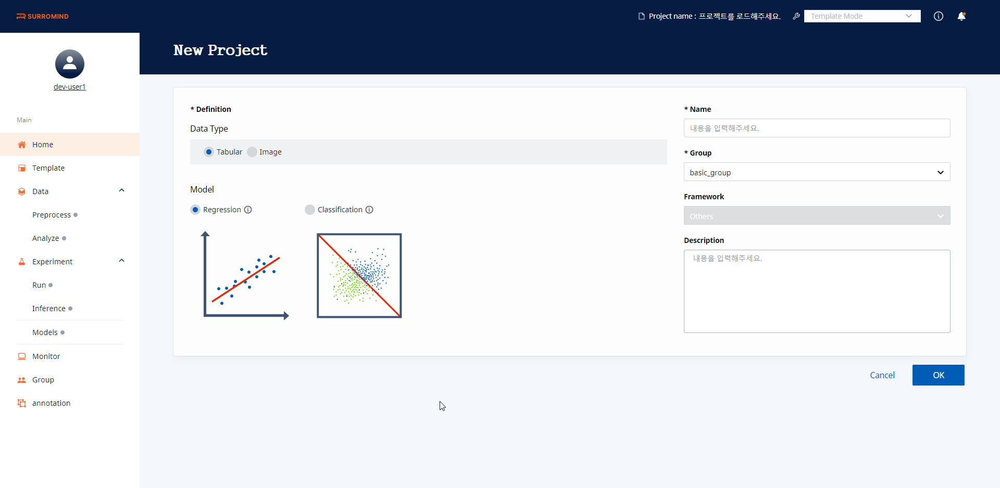 SURROMIND
Project name : 프로젝트를 로드해주세요.
Template Mode
dev-user1
Main
Home
Template
Data
Preprocess
Analyze
Experiment
Run
Inference
Models
Monitor
Group
annotation
New Project
* Definition
Data Type
Tabular
Image
Model
Regression
Classification
* Name
내용을 입력해주세요.
* Group
basic_group
Framework
Others
Description
내용을 입력해주세요.
Cancel
OK